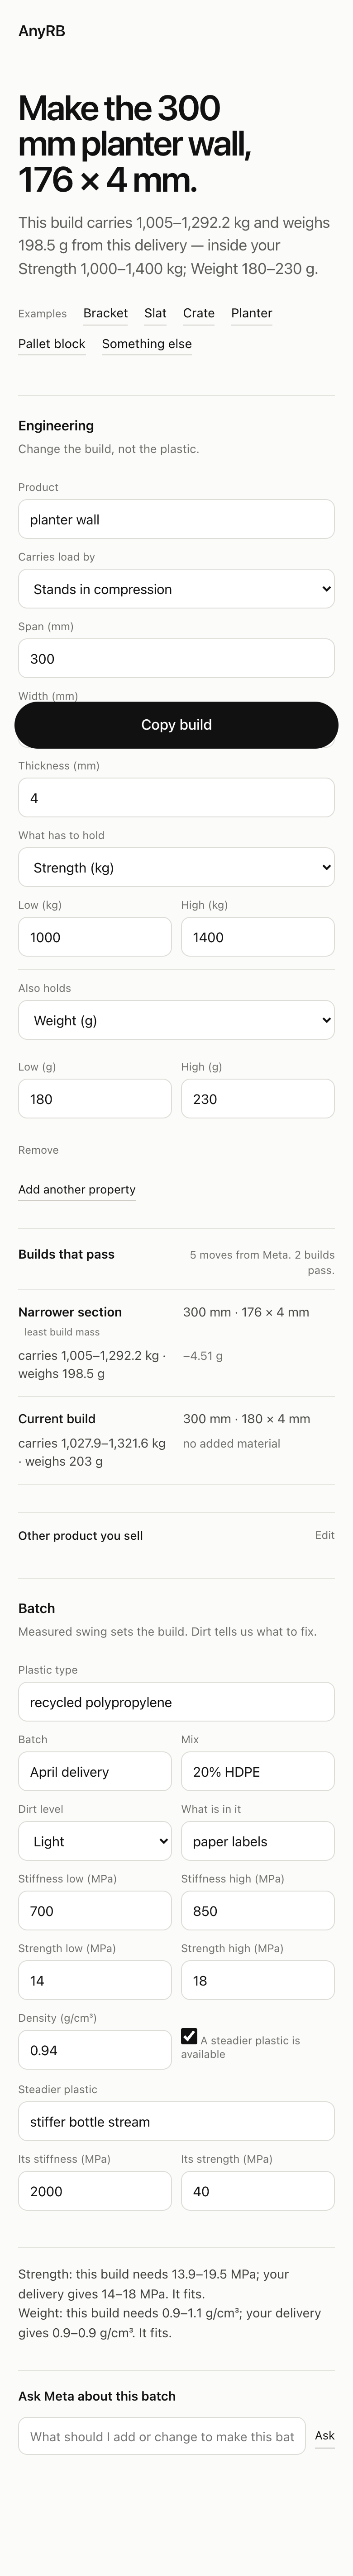 AnyRB
Make the 300
mm planter wall,
176 × 4 mm.
This build carries 1,005–1,292.2 kg and weighs
198.5 g from this delivery — inside your
Strength 1,000–1,400 kg; Weight 180–230 g.
Examples Bracket Slat Crate Planter
Pallet block Something else
Engineering
Change the build, not the plastic.
Product
planter wall
Carries load by
Stands in compression
Span (mm)
300
Width (mm)
Copy build
Thickness (mm)
4
What has to hold
Strength (kg)
Low (kg) High (kg)
1000 1400
Also holds
Weight (g)
Low (g) High (g)
180 230
Remove
Add another property
Builds that pass 5 moves from Meta. 2 builds
pass.
Narrower section 300 mm · 176 × 4 mm
least build mass
carries 1,005–1,292.2 kg · −4.51 g
weighs 198.5 g
Current build 300 mm · 180 × 4 mm
carries 1,027.9–1,321.6 kg no added material
· weighs 203 g
Other product you sell Edit
Batch
Measured swing sets the build. Dirt tells us what to fix.
Plastic type
recycled polypropylene
Batch Mix
April delivery 20% HDPE
Dirt level What is in it
Light paper labels
Stiffness low (MPa) Stiffness high (MPa)
700 850
Strength low (MPa) Strength high (MPa)
14 18
Density (g/cm³)
0.94 A steadier plastic is
available
Steadier plastic
stiffer bottle stream
Its stiffness (MPa) Its strength (MPa)
2000 40
Strength: this build needs 13.9–19.5 MPa; your
delivery gives 14–18 MPa. It fits.
Weight: this build needs 0.9–1.1 g/cm³; your delivery
gives 0.9–0.9 g/cm³. It fits.
Ask Meta about this batch
What should I add or change to make this bat Ask